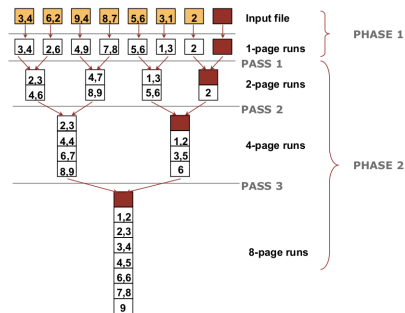 3,4 6,2 9,4 8,7 5,6 3,1 2 Input file
PHASE 1
3,4 2,6 4,9 7,8 5,6 1,3 2 1-page runs
PASS 1
2,3 4,7 1,3 2-page runs
4,6 8,9 5,6 2
PASS 2
2,3
4,4 1,2 4-page runs
6,7 3,5
8,9 6
PHASE 2
PASS 3
1,2
2,3
3,4
4,5 8-page runs
6,6
7,8
9